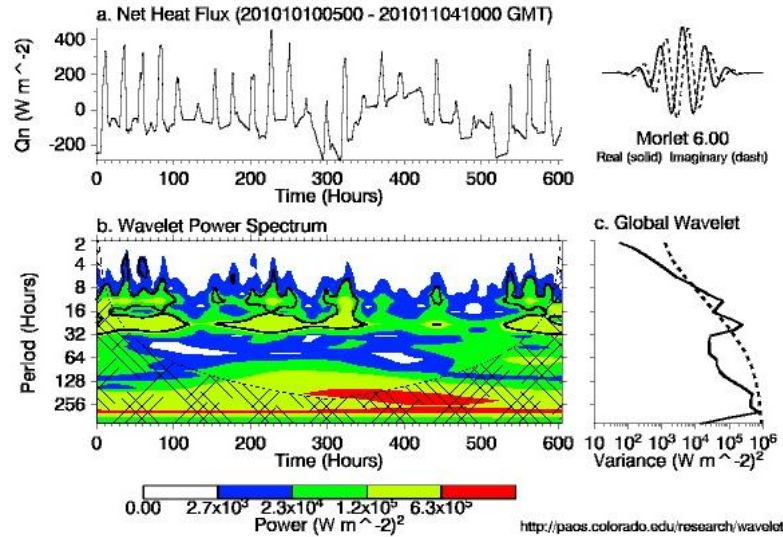 a. Net Heat Flux (201010100500 - 201011041000 GMT)
Qn (W m^-2)
400
200
0
-200
0 100 200 300 400 500 600
Time (Hours)
Morlet 6.00
Real (solid) Imaginary (dash)
b. Wavelet Power Spectrum
Period (Hours)
2
4
8
16
32
64
128
256
0 100 200 300 400 500 600
Time (Hours)
c. Global Wavelet
10 10^2 10^3 10^4 10^5 10^6
Variance (W m^-2)^2
0.00 2.7x10^3 2.3x10^4 1.2x10^5 6.3x10^5
Power (W m^-2)^2
http://paos.colorado.edu/research/wavelet